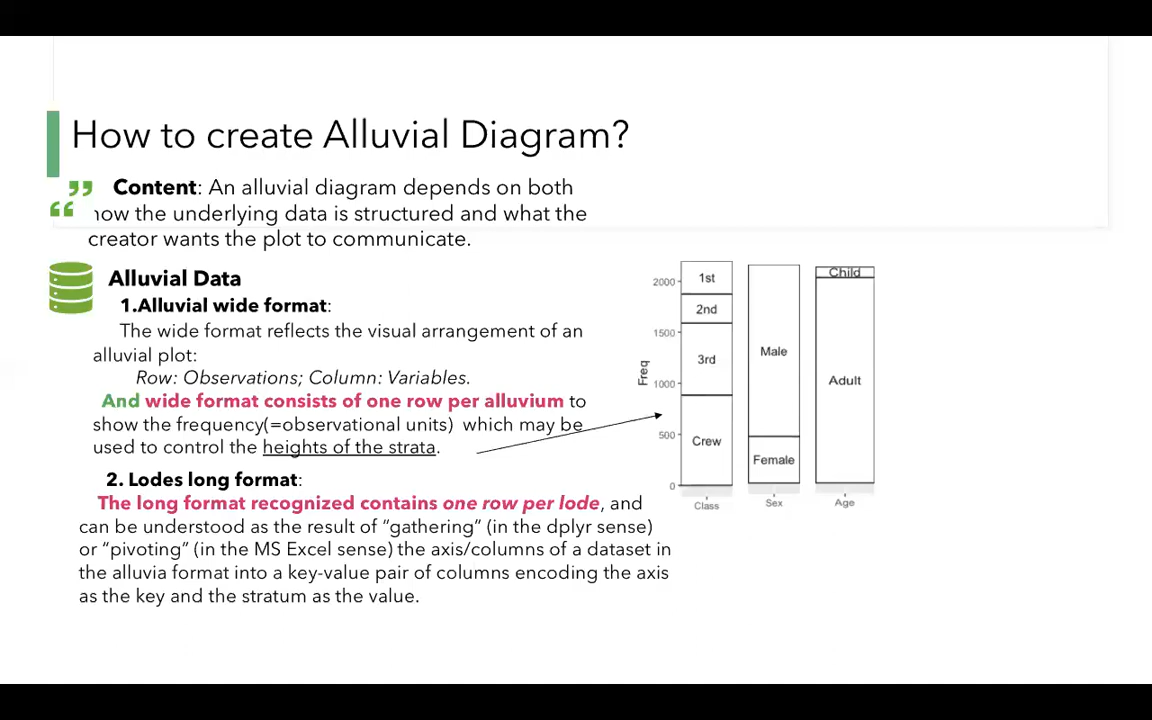 How to create Alluvial Diagram?
Content: An alluvial diagram depends on both
how the underlying data is structured and what the
creator wants the plot to communicate.
Alluvial Data
1.Alluvial wide format:
The wide format reflects the visual arrangement of an
alluvial plot:
Row: Observations; Column: Variables.
And wide format consists of one row per alluvium to
show the frequency(=observational units) which may be
used to control the heights of the strata.
2. Lodes long format:
The long format recognized contains one row per lode, and
can be understood as the result of “gathering” (in the dplyr sense)
or “pivoting” (in the MS Excel sense) the axis/columns of a dataset in
the alluvia format into a key-value pair of columns encoding the axis
as the key and the stratum as the value.
Freq
2000
1500
1000
500
0
1st
2nd
3rd
Crew
Male
Female
Child
Adult
Class
Sex
Age